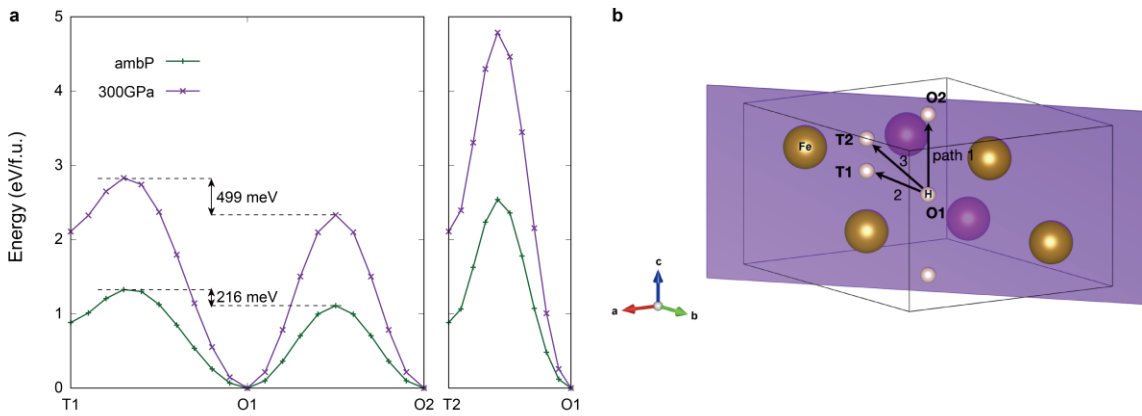 a
5
4
3
2
1
0
Energy (eV/f.u.)
ambP
300GPa
499 meV
216 meV
T1
O1
O2
T2
O1
b
O2
T2
Fe
3
path 1
T1
2
H
O1
c
a
b